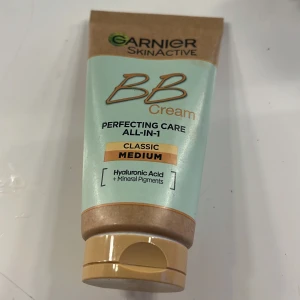 GARNIER
SKINACTIVE
BB
Cream
PERFECTING CARE
ALL-IN-1
CLASSIC
MEDIUM
Hyaluronic Acid
+ Mineral Pigments